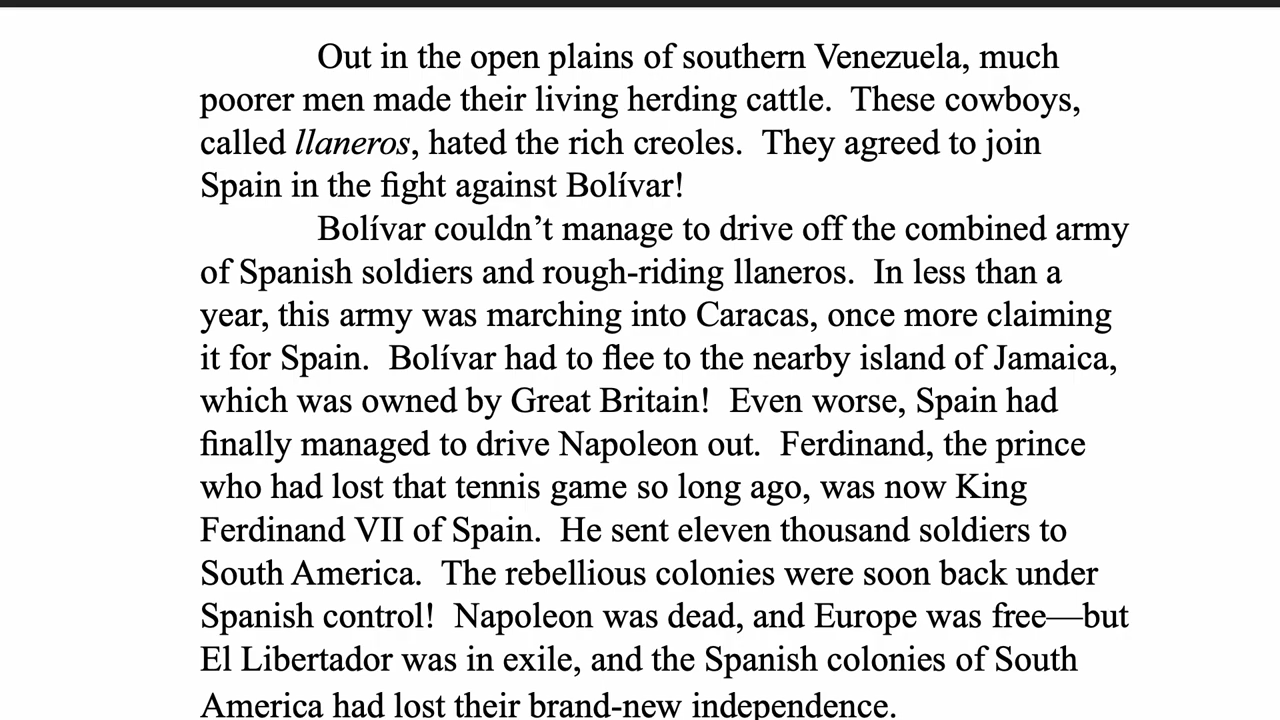 Out in the open plains of southern Venezuela, much
poorer men made their living herding cattle.  These cowboys,
called llaneros, hated the rich creoles.  They agreed to join
Spain in the fight against Bolívar!
Bolívar couldn’t manage to drive off the combined army
of Spanish soldiers and rough-riding llaneros.  In less than a
year, this army was marching into Caracas, once more claiming
it for Spain.  Bolívar had to flee to the nearby island of Jamaica,
which was owned by Great Britain!  Even worse, Spain had
finally managed to drive Napoleon out.  Ferdinand, the prince
who had lost that tennis game so long ago, was now King
Ferdinand VII of Spain.  He sent eleven thousand soldiers to
South America.  The rebellious colonies were soon back under
Spanish control!  Napoleon was dead, and Europe was free—but
El Libertador was in exile, and the Spanish colonies of South
America had lost their brand-new independence.